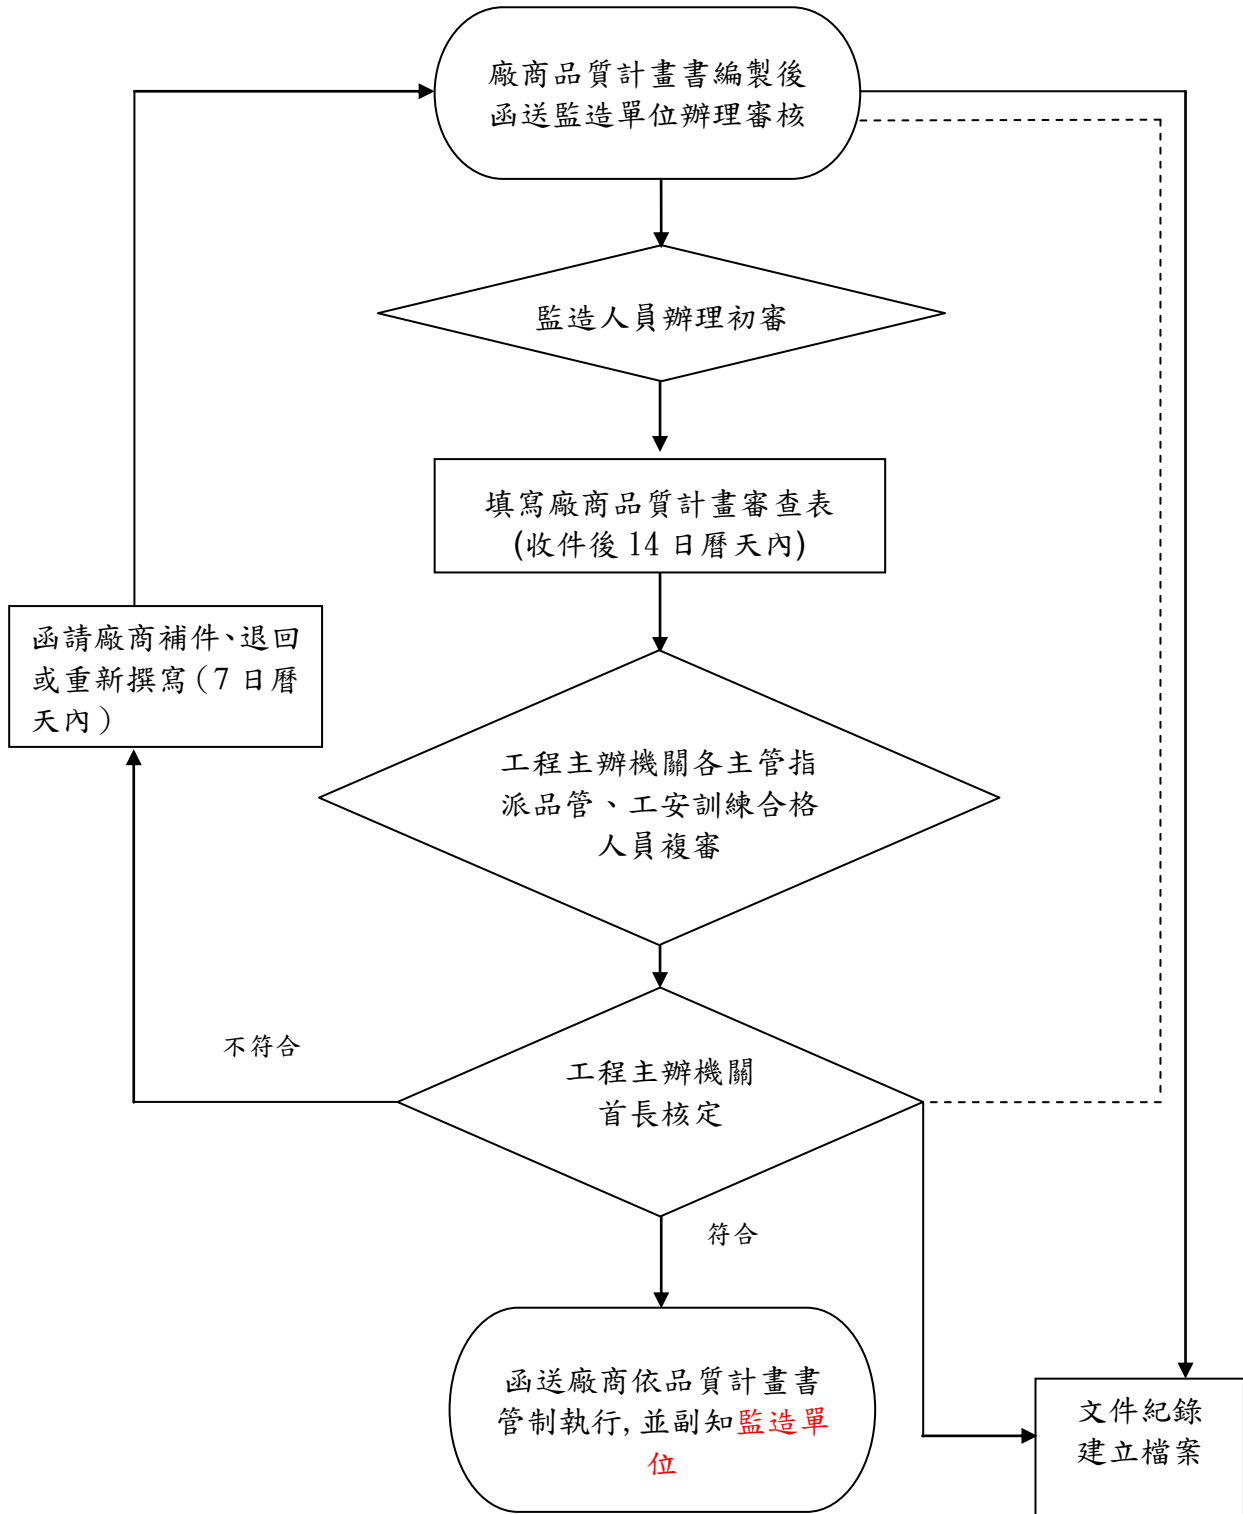 廠商品質計畫書編製後
函送監造單位辦理審核
監造人員辦理初審
填寫廠商品質計畫審查表
(收件後 14 日曆天內)
函請廠商補件、退回
或重新撰寫（7 日曆
天內）
工程主辦機關各主管指
派品管、工安訓練合格
人員複審
不符合
工程主辦機關
首長核定
符合
函送廠商依品質計畫書
管制執行, 並副知監造單
位
文件紀錄
建立檔案